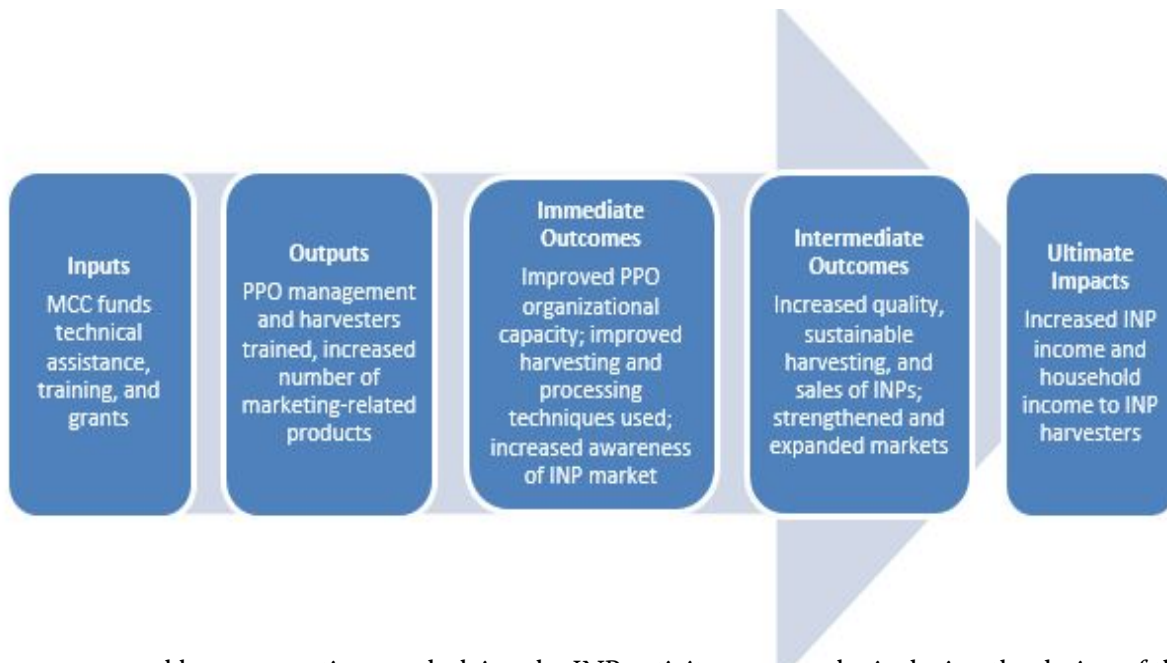 Inputs
MCC funds
technical
assistance,
training, and
grants
Outputs
PPO management
and harvesters
trained, increased
number of
marketing-related
products
Immediate
Outcomes
Improved PPO
organizational
capacity; improved
harvesting and
processing
techniques used;
increased awareness
of INP market
Intermediate
Outcomes
Increased quality,
sustainable
harvesting, and
sales of INPs;
strengthened and
expanded markets
Ultimate
Impacts
Increased INP
income and
household
income to INP
harvesters